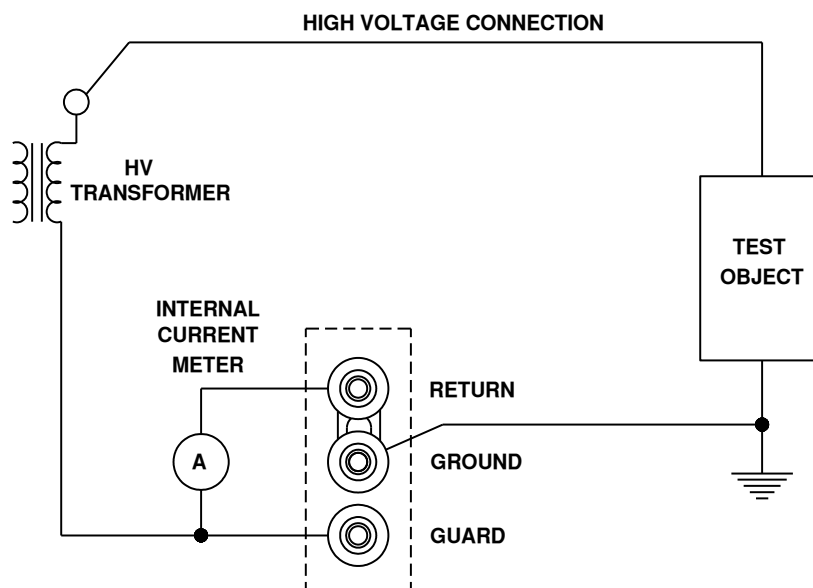 HIGH VOLTAGE CONNECTION
HV
TRANSFORMER
TEST
OBJECT
INTERNAL
CURRENT
METER
RETURN
A
GROUND
GUARD